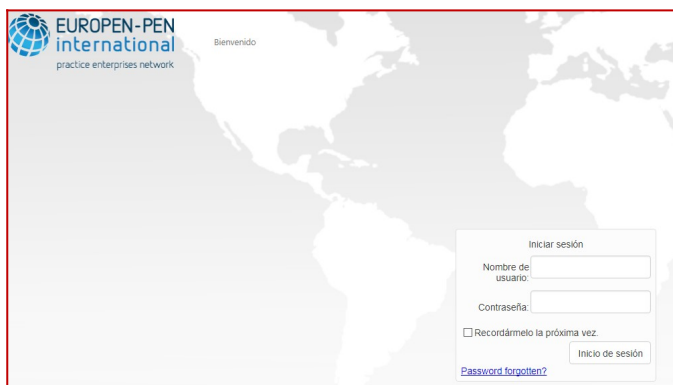 EUROPEN-PEN
international
practice enterprises network
Bienvenido
Iniciar sesión
Nombre de
usuario:
Contraseña:
Recordármelo la próxima vez.
Inicio de sesión
Password forgotten?